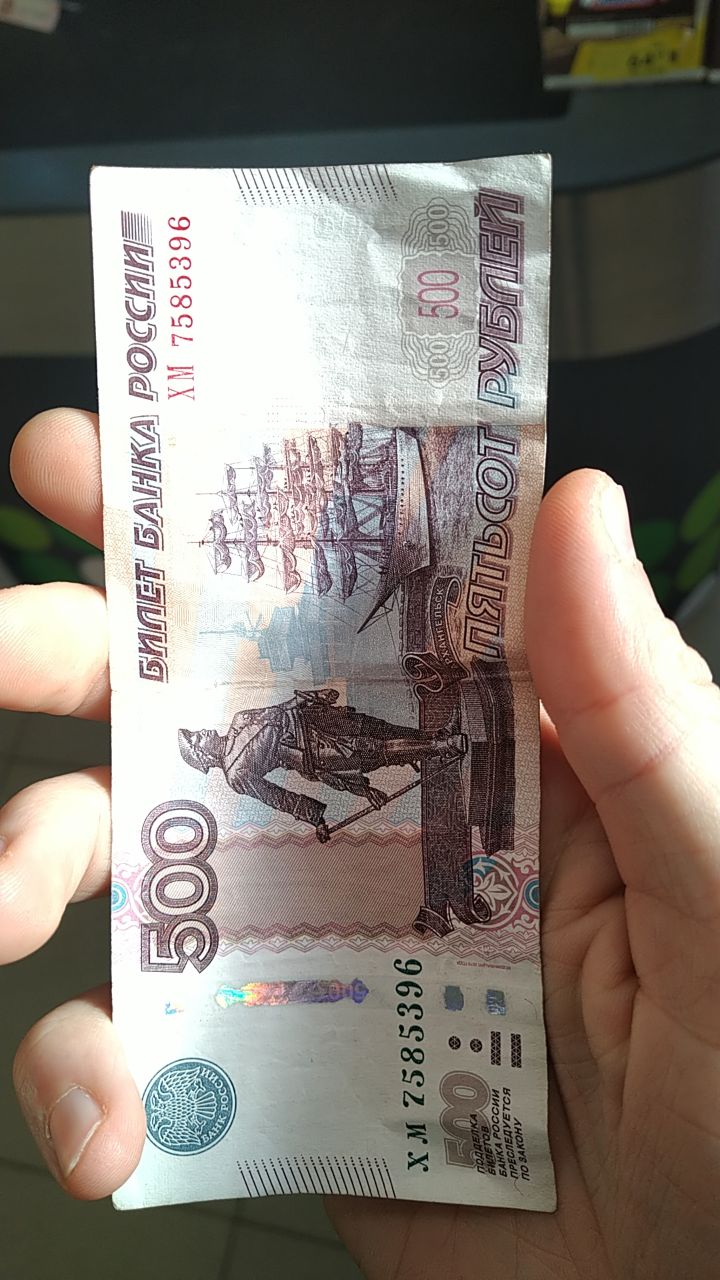 БАНК РОССИИ
500
БИЛЕТ БАНКА РОССИИ
ХМ 7585396
ХМ 7585396
500
ПОДДЕЛКА
БИЛЕТОВ
БАНКА РОССИИ
ПРЕСЛЕДУЕТСЯ
ПО ЗАКОНУ
АРХАНГЕЛЬСК
500 500 500
ПЯТЬСОТ РУБЛЕЙ